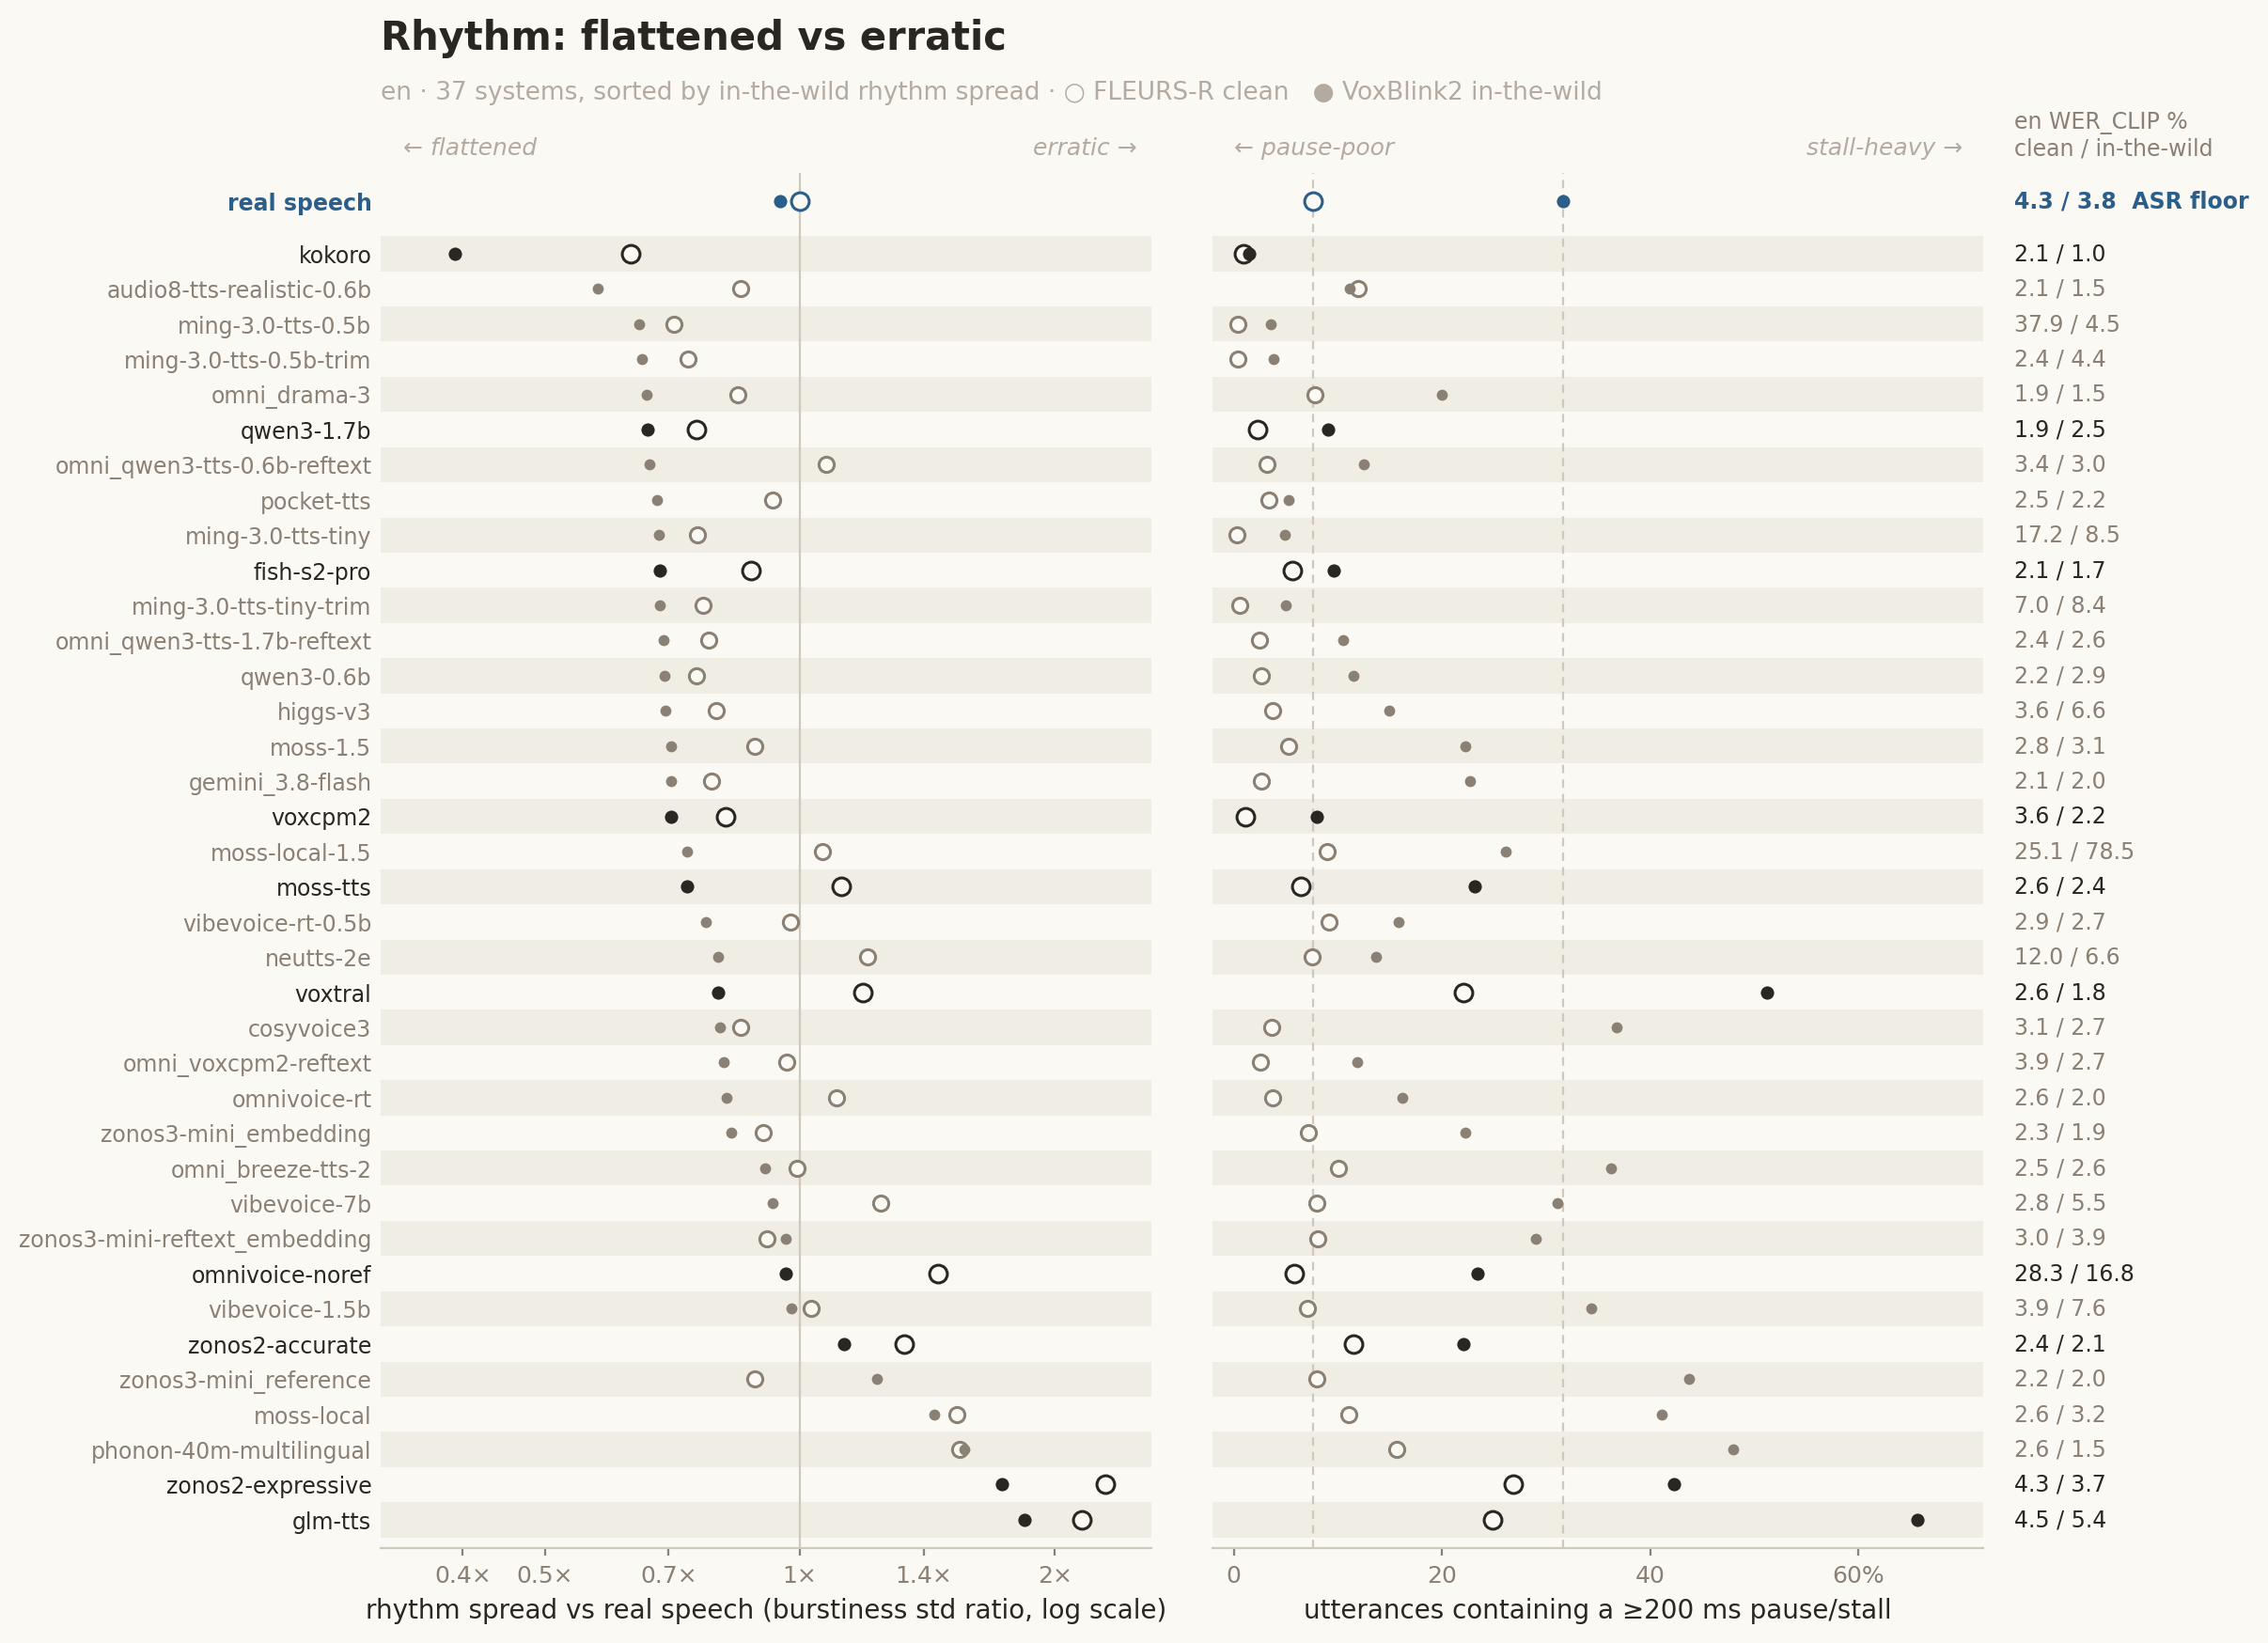 Rhythm: flattened vs erratic
en · 37 systems, sorted by in-the-wild rhythm spread · ○ FLEURS-R clean ● VoxBlink2 in-the-wild
en WER_CLIP %
clean / in-the-wild
← flattened erratic → ← pause-poor stall-heavy →
real speech 4.3 / 3.8 ASR floor
kokoro 2.1 / 1.0
audio8-tts-realistic-0.6b 2.1 / 1.5
ming-3.0-tts-0.5b 37.9 / 4.5
ming-3.0-tts-0.5b-trim 2.4 / 4.4
omni_drama-3 1.9 / 1.5
qwen3-1.7b 1.9 / 2.5
omni_qwen3-tts-0.6b-reftext 3.4 / 3.0
pocket-tts 2.5 / 2.2
ming-3.0-tts-tiny 17.2 / 8.5
fish-s2-pro 2.1 / 1.7
ming-3.0-tts-tiny-trim 7.0 / 8.4
omni_qwen3-tts-1.7b-reftext 2.4 / 2.6
qwen3-0.6b 2.2 / 2.9
higgs-v3 3.6 / 6.6
moss-1.5 2.8 / 3.1
gemini_3.8-flash 2.1 / 2.0
voxcpm2 3.6 / 2.2
moss-local-1.5 25.1 / 78.5
moss-tts 2.6 / 2.4
vibevoice-rt-0.5b 2.9 / 2.7
neutts-2e 12.0 / 6.6
voxtral 2.6 / 1.8
cosyvoice3 3.1 / 2.7
omni_voxcpm2-reftext 3.9 / 2.7
omnivoice-rt 2.6 / 2.0
zonos3-mini_embedding 2.3 / 1.9
omni_breeze-tts-2 2.5 / 2.6
vibevoice-7b 2.8 / 5.5
zonos3-mini-reftext_embedding 3.0 / 3.9
omnivoice-noref 28.3 / 16.8
vibevoice-1.5b 3.9 / 7.6
zonos2-accurate 2.4 / 2.1
zonos3-mini_reference 2.2 / 2.0
moss-local 2.6 / 3.2
phonon-40m-multilingual 2.6 / 1.5
zonos2-expressive 4.3 / 3.7
glm-tts 4.5 / 5.4
0.4× 0.5× 0.7× 1× 1.4× 2× 0 20 40 60%
rhythm spread vs real speech (burstiness std ratio, log scale) utterances containing a ≥200 ms pause/stall